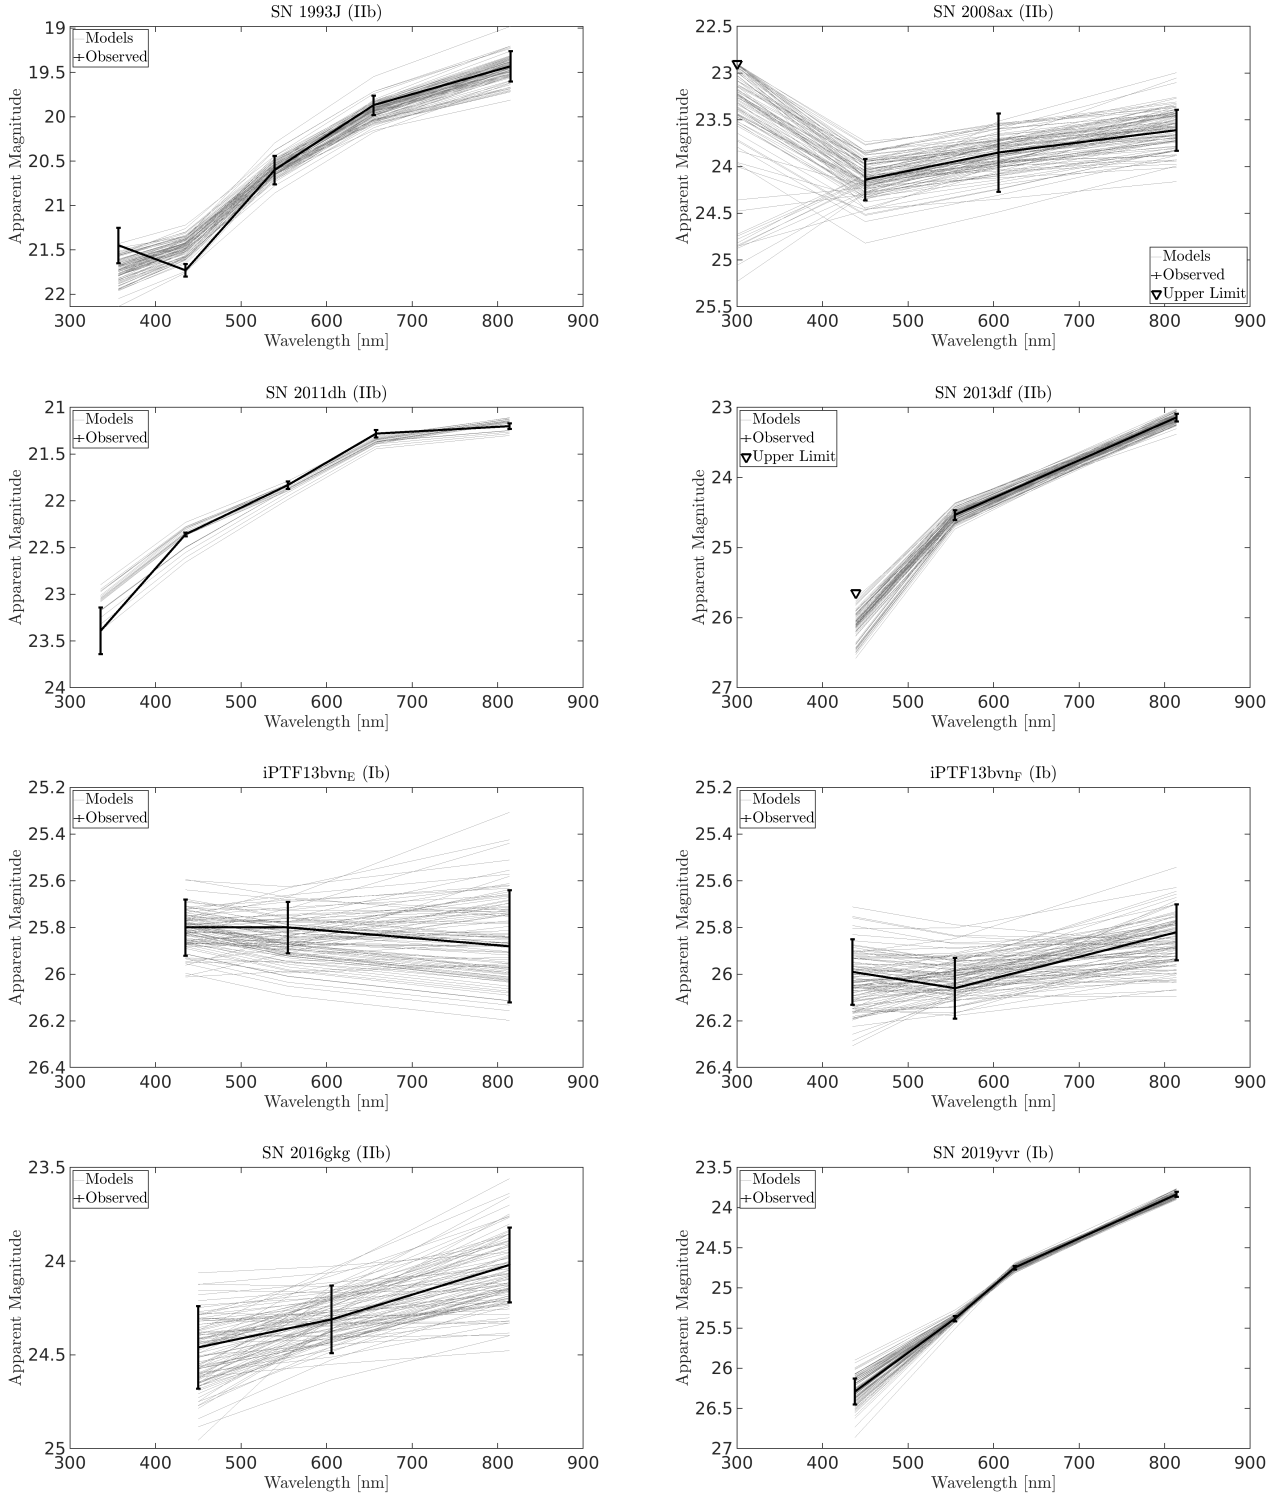 SN 1993J (IIb)
Models
Observed
19
19.5
20
20.5
21
21.5
22
Apparent Magnitude
300 400 500 600 700 800 900
Wavelength [nm]
SN 2008ax (IIb)
22.5
23
23.5
24
24.5
25
25.5
Apparent Magnitude
Models
Observed
Upper Limit
300 400 500 600 700 800 900
Wavelength [nm]
SN 2011dh (IIb)
Models
Observed
21
21.5
22
22.5
23
23.5
24
Apparent Magnitude
300 400 500 600 700 800 900
Wavelength [nm]
SN 2013df (IIb)
Models
Observed
Upper Limit
23
24
25
26
27
Apparent Magnitude
300 400 500 600 700 800 900
Wavelength [nm]
iPTF13bvn_E (Ib)
Models
Observed
25.2
25.4
25.6
25.8
26
26.2
26.4
Apparent Magnitude
300 400 500 600 700 800 900
Wavelength [nm]
iPTF13bvn_F (Ib)
Models
Observed
25.2
25.4
25.6
25.8
26
26.2
26.4
Apparent Magnitude
300 400 500 600 700 800 900
Wavelength [nm]
SN 2016gkg (IIb)
Models
Observed
23.5
24
24.5
25
Apparent Magnitude
300 400 500 600 700 800 900
Wavelength [nm]
SN 2019yvr (Ib)
Models
Observed
23.5
24
24.5
25
25.5
26
26.5
27
Apparent Magnitude
300 400 500 600 700 800 900
Wavelength [nm]